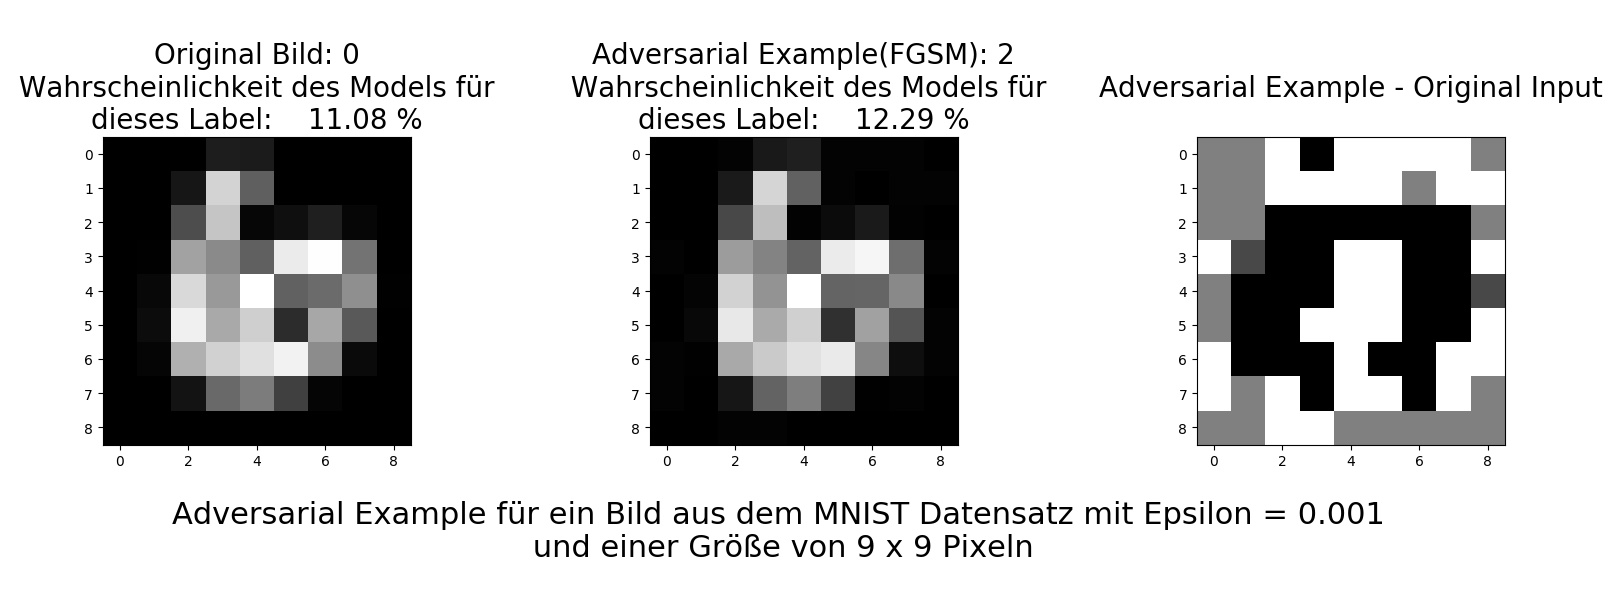 Original Bild: 0
Wahrscheinlichkeit des Models für
dieses Label: 11.08 %
Adversarial Example(FGSM): 2
Wahrscheinlichkeit des Models für
dieses Label: 12.29 %
Adversarial Example - Original Input
0
1
2
3
4
5
6
7
8
0 2 4 6 8
0
1
2
3
4
5
6
7
8
0 2 4 6 8
0
1
2
3
4
5
6
7
8
0 2 4 6 8
Adversarial Example für ein Bild aus dem MNIST Datensatz mit Epsilon = 0.001
und einer Größe von 9 x 9 Pixeln